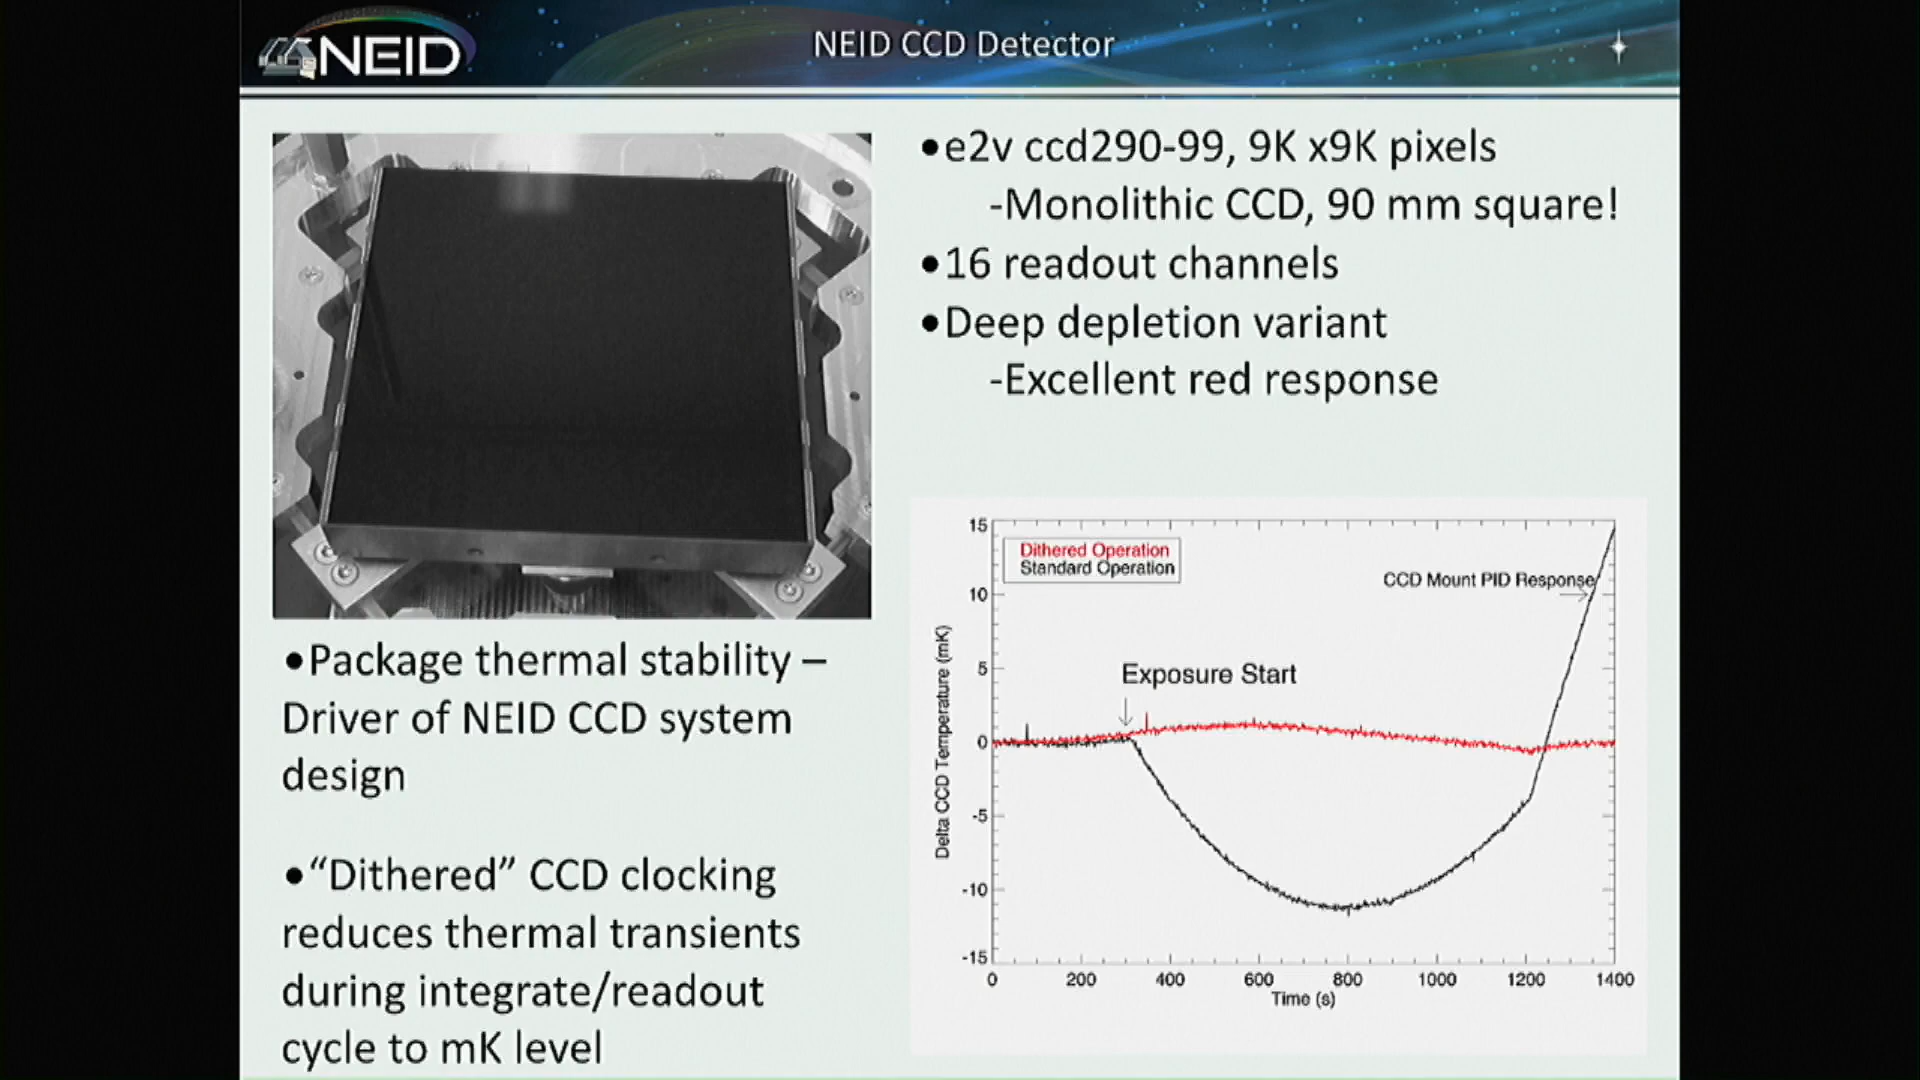 NEID
NEID CCD Detector
•e2v ccd290-99, 9K x9K pixels
-Monolithic CCD, 90 mm square!
•16 readout channels
•Deep depletion variant
-Excellent red response
•Package thermal stability –
Driver of NEID CCD system
design
•“Dithered” CCD clocking
reduces thermal transients
during integrate/readout
cycle to mK level
Dithered Operation
Standard Operation
CCD Mount PID Response
Exposure Start
Delta CCD Temperature (mK)
15
10
5
0
-5
-10
-15
0 200 400 600 800 1000 1200 1400
Time (s)